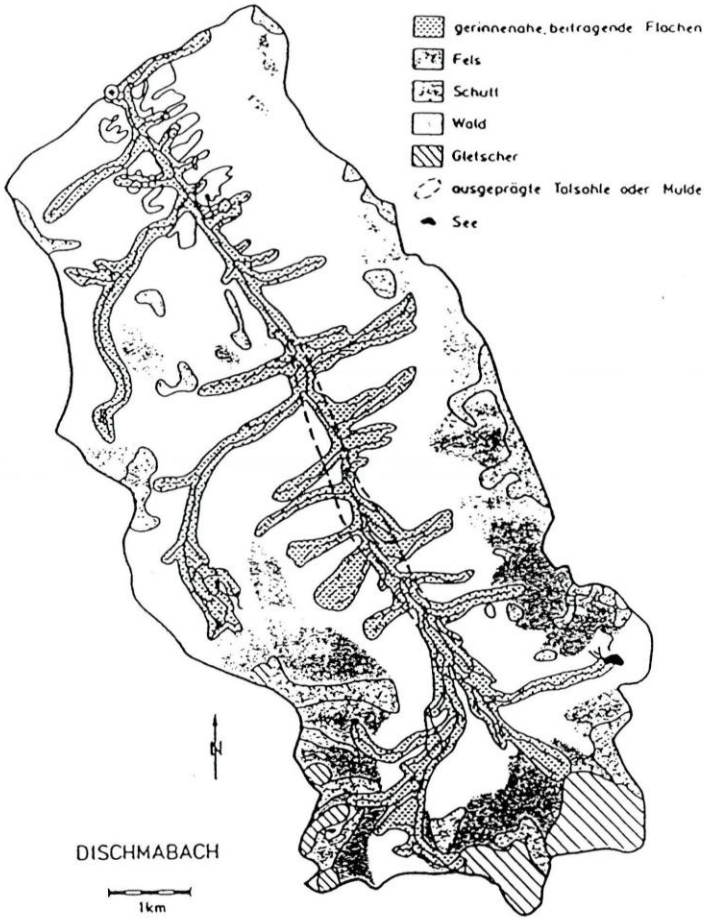 gerinnenahe, beitragende Flächen
Fels
Schutt
Wald
Gletscher
ausgeprägte Talsohle oder Mulde
See
N
DISCHMABACH
1km